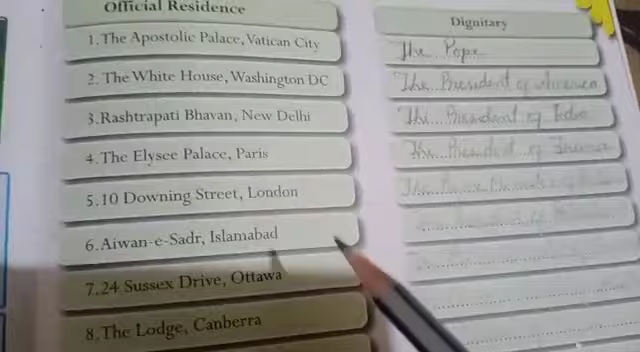 Official Residence
Dignitary
1.The Apostolic Palace, Vatican City
The Pope
2. The White House, Washington DC
The President of America
3.Rashtrapati Bhavan, New Delhi
The President of India
4.The Elysee Palace, Paris
The President of France
5.10 Downing Street, London
The Prime
6.Aiwan-e-Sadr, Islamabad
7.24 Sussex Drive, Ottawa
8.The Lodge, Canberra